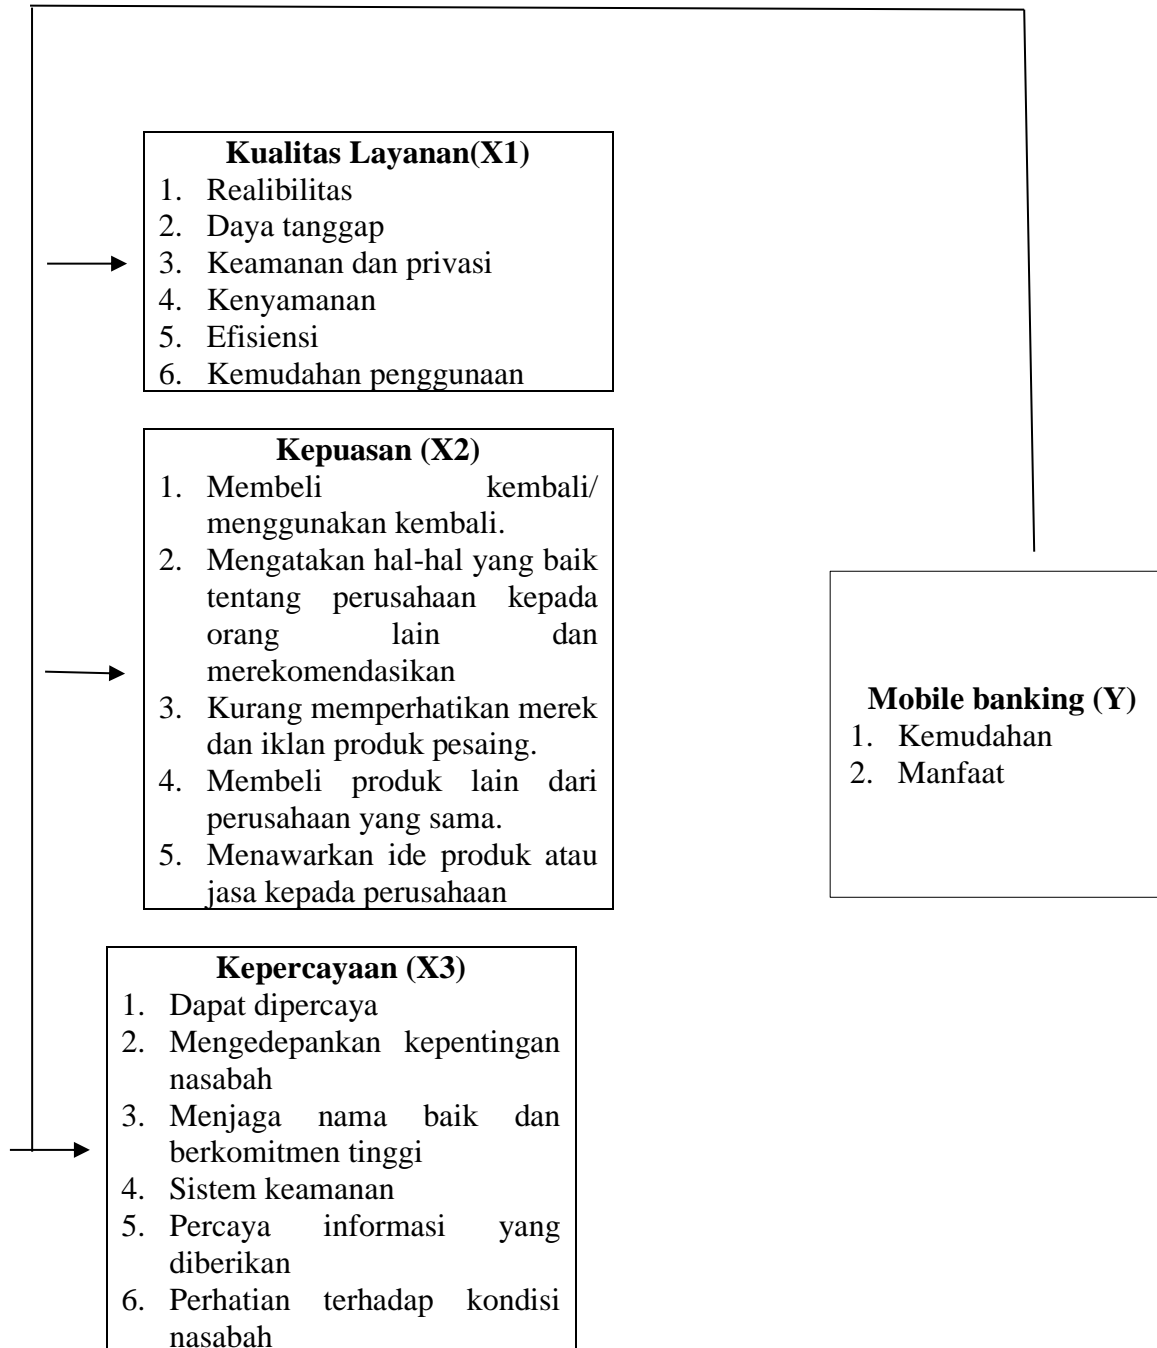 Kualitas Layanan(X1)
1. Realibilitas
2. Daya tanggap
3. Keamanan dan privasi
4. Kenyamanan
5. Efisiensi
6. Kemudahan penggunaan
Kepuasan (X2)
1. Membeli kembali/
menggunakan kembali.
2. Mengatakan hal-hal yang baik
tentang perusahaan kepada
orang lain dan
merekomendasikan
3. Kurang memperhatikan merek
dan iklan produk pesaing.
4. Membeli produk lain dari
perusahaan yang sama.
5. Menawarkan ide produk atau
jasa kepada perusahaan
Mobile banking (Y)
1. Kemudahan
2. Manfaat
Kepercayaan (X3)
1. Dapat dipercaya
2. Mengedepankan kepentingan
nasabah
3. Menjaga nama baik dan
berkomitmen tinggi
4. Sistem keamanan
5. Percaya informasi yang
diberikan
6. Perhatian terhadap kondisi
nasabah